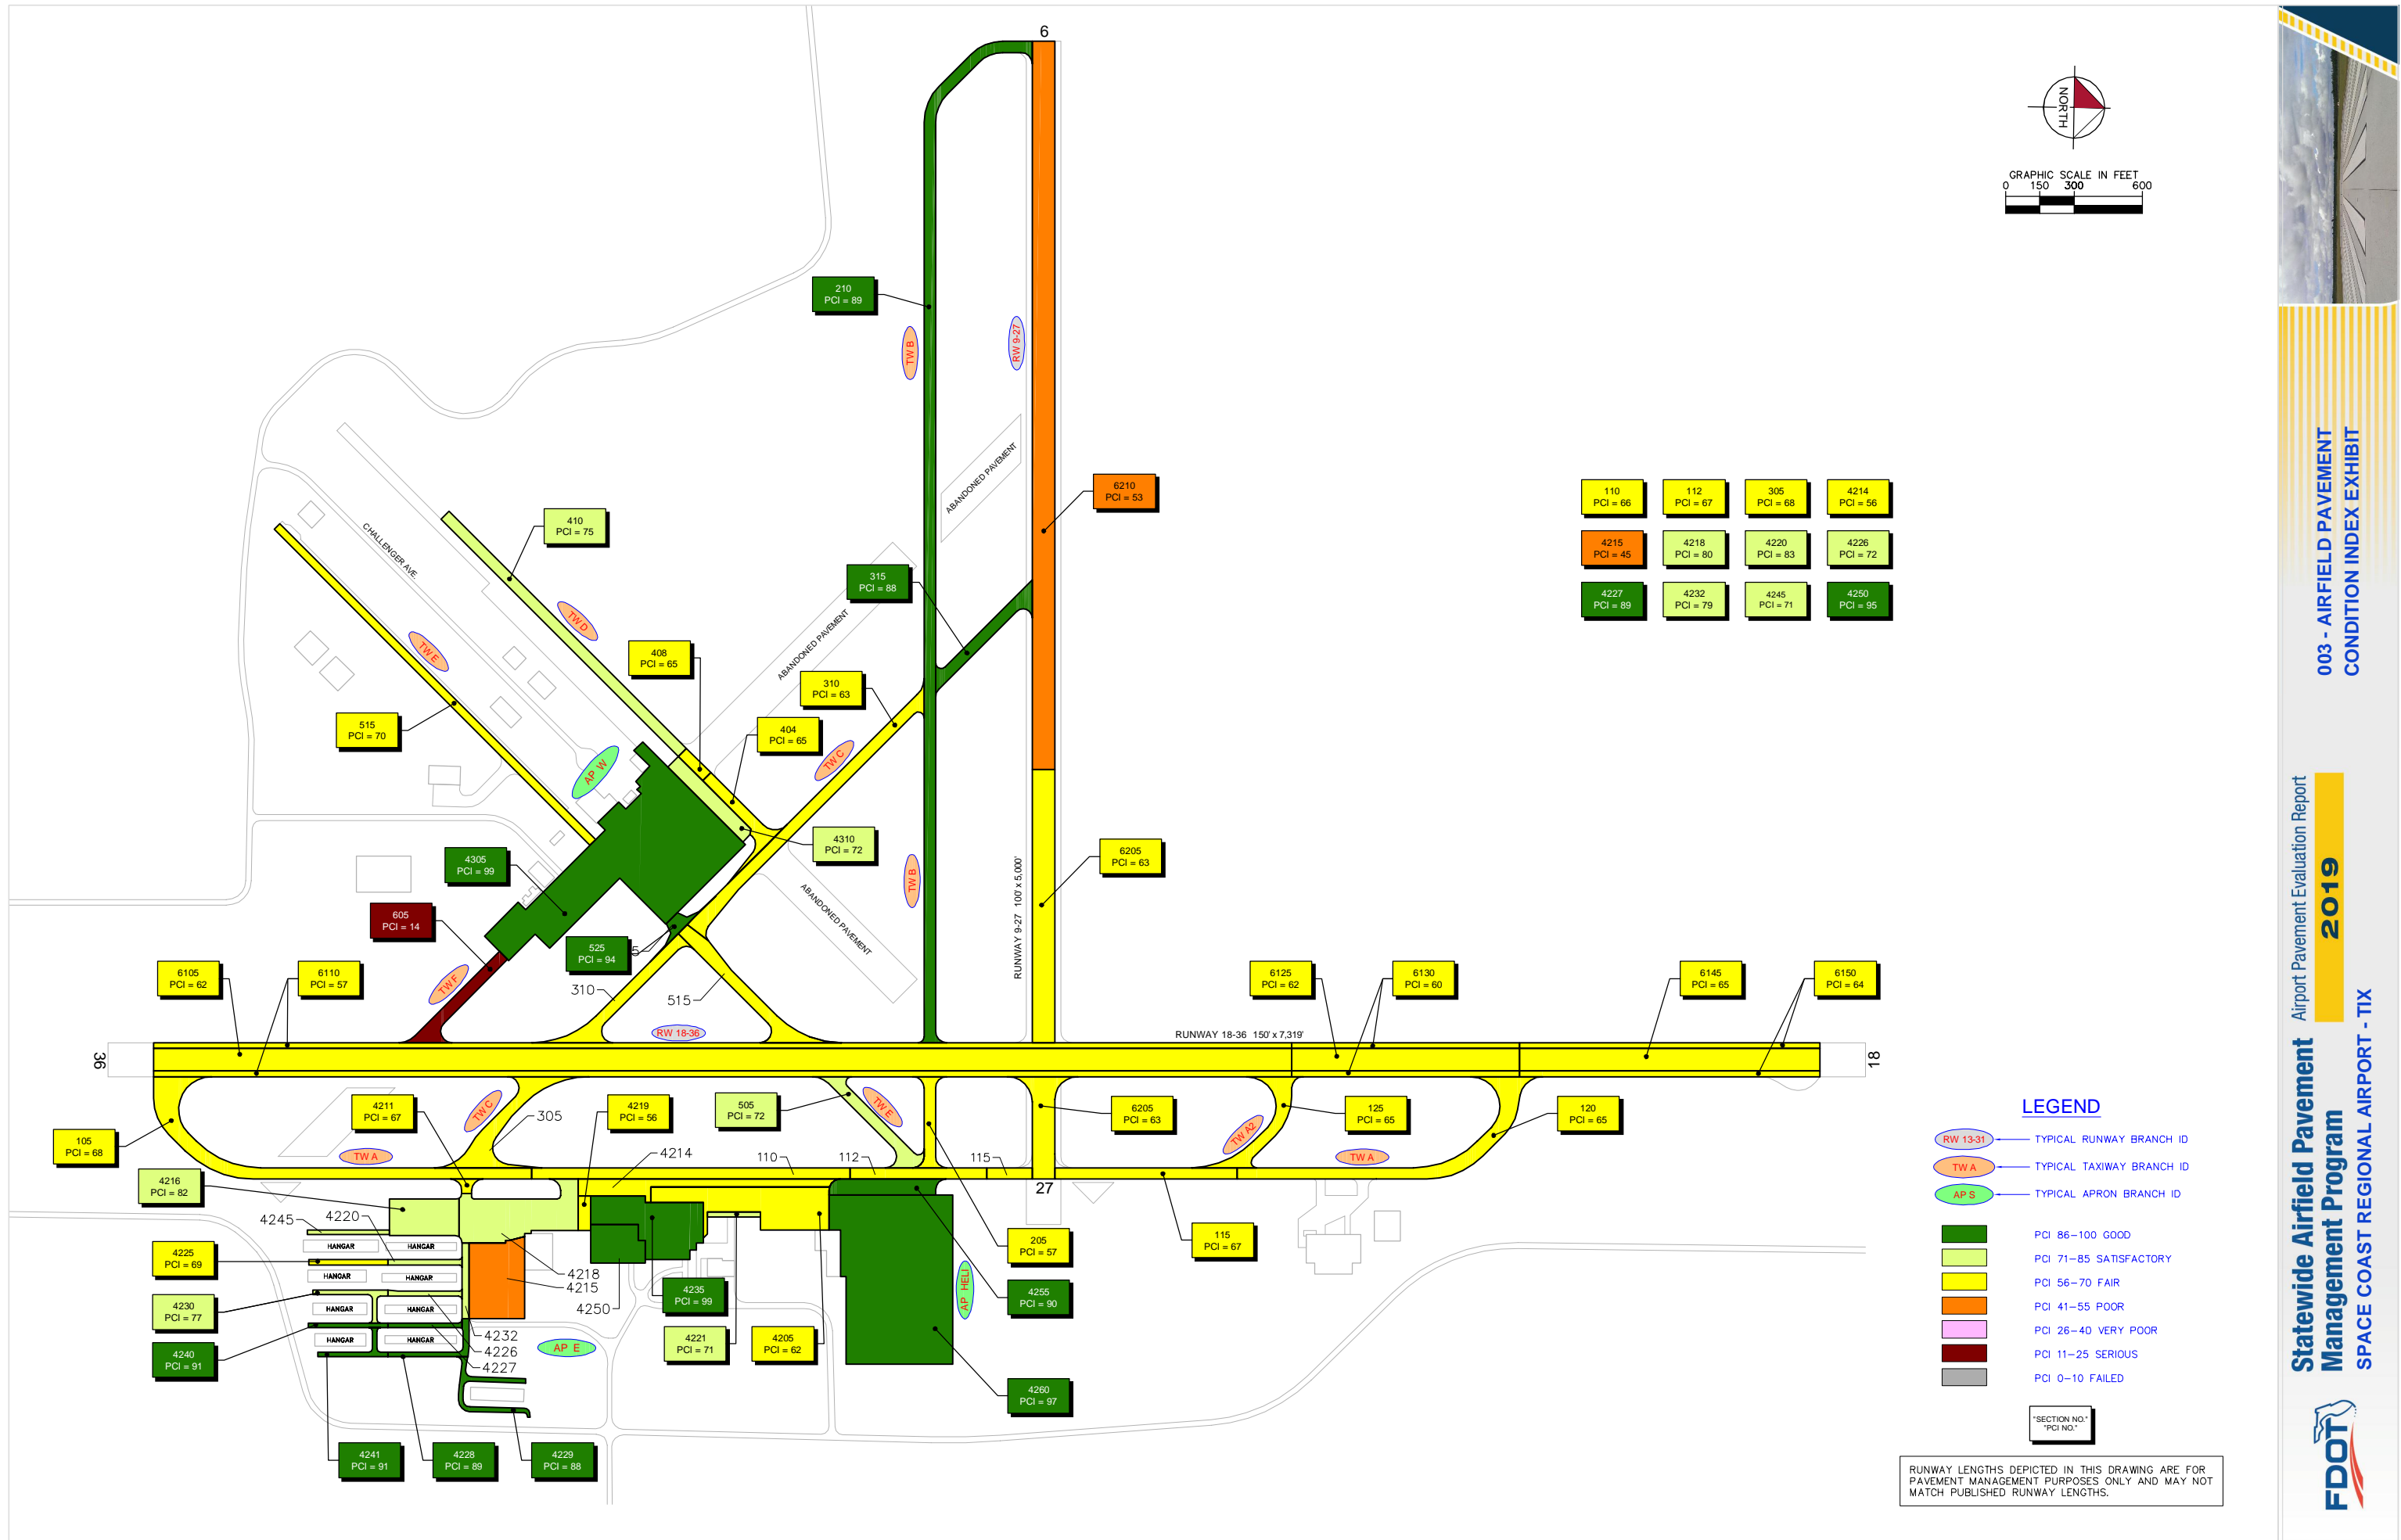 6
NORTH
GRAPHIC SCALE IN FEET
0 150 300 600
210
PCI = 89
TW B
RW 9-27
ABANDONED PAVEMENT
6210
PCI = 53
110
PCI = 66
112
PCI = 67
305
PCI = 68
4214
PCI = 56
4215
PCI = 45
4218
PCI = 80
4220
PCI = 83
4226
PCI = 72
4227
PCI = 89
4232
PCI = 79
4245
PCI = 71
4250
PCI = 95
410
PCI = 75
CHALLENGER AVE.
315
PCI = 88
TW D
TW E
ABANDONED PAVEMENT
408
PCI = 65
310
PCI = 63
515
PCI = 70
404
PCI = 65
TW C
AP W
4310
PCI = 72
6205
PCI = 63
4305
PCI = 99
TW B
RUNWAY 9-27 100' x 5,000'
ABANDONED PAVEMENT
605
PCI = 14
525
PCI = 94
5
TW F
310
515
6105
PCI = 62
6110
PCI = 57
6125
PCI = 62
6130
PCI = 60
6145
PCI = 65
6150
PCI = 64
RW 18-36
RUNWAY 18-36 150' x 7,319'
36
18
4211
PCI = 67
TW C
305
4219
PCI = 56
505
PCI = 72
TW E
6205
PCI = 63
125
PCI = 65
120
PCI = 65
TW A2
105
PCI = 68
TW A
4214
110
112
115
TW A
4216
PCI = 82
27
4245
4220
HANGAR
HANGAR
4225
PCI = 69
HANGAR
HANGAR
4218
4215
4250
4235
PCI = 99
AP HELI
205
PCI = 57
115
PCI = 67
4255
PCI = 90
4230
PCI = 77
HANGAR
HANGAR
4232
4226
4227
HANGAR
HANGAR
4240
PCI = 91
AP E
4221
PCI = 71
4205
PCI = 62
4260
PCI = 97
4241
PCI = 91
4228
PCI = 89
4229
PCI = 88
LEGEND
RW 13-31 TYPICAL RUNWAY BRANCH ID
TW A TYPICAL TAXIWAY BRANCH ID
AP S TYPICAL APRON BRANCH ID
PCI 86-100 GOOD
PCI 71-85 SATISFACTORY
PCI 56-70 FAIR
PCI 41-55 POOR
PCI 26-40 VERY POOR
PCI 11-25 SERIOUS
PCI 0-10 FAILED
"SECTION NO."
"PCI NO."
RUNWAY LENGTHS DEPICTED IN THIS DRAWING ARE FOR
PAVEMENT MANAGEMENT PURPOSES ONLY AND MAY NOT
MATCH PUBLISHED RUNWAY LENGTHS.
FDOT
Statewide Airfield Pavement
Management Program
Airport Pavement Evaluation Report
2019
SPACE COAST REGIONAL AIRPORT - TIX
003 - AIRFIELD PAVEMENT
CONDITION INDEX EXHIBIT